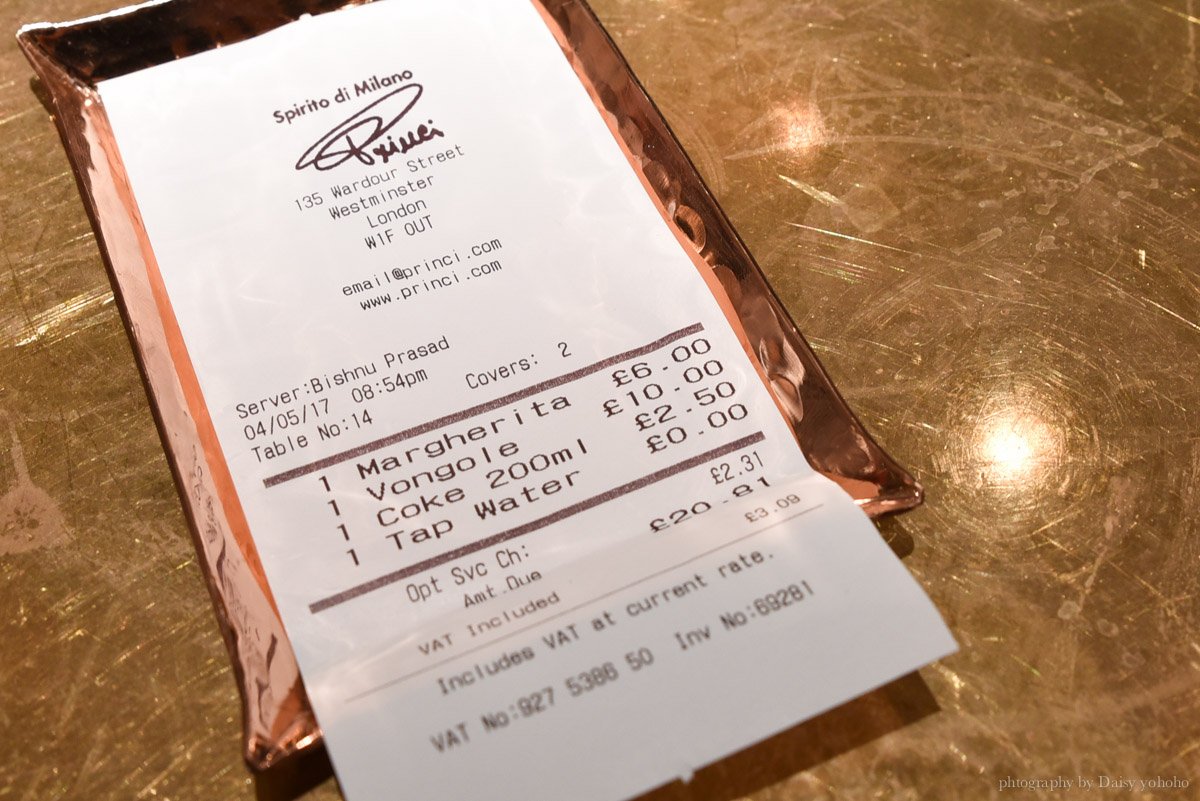 Spirito di Milano
Princi
135 Wardour Street
Westminster
London
W1F 0UT
email@princi.com
www.princi.com
Server:Bishnu Prasad
04/05/17 08:54pm Covers: 2
Table No:14
1 Margherita £6.00
1 Vongole £10.00
1 Coke 200ml £2.50
1 Tap Water £0.00
Opt Svc Ch: £2.31
Amt Due £20.81
VAT Included £3.09
Includes VAT at current rate.
VAT No:927 5386 50 Inv No:69281
phtography by Daisy yohoho